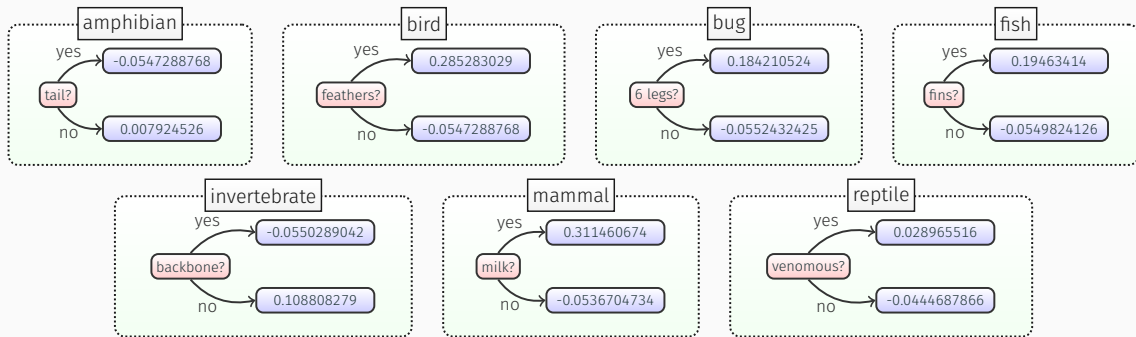 amphibian
yes
-0.0547288768
tail?
no
0.007924526
bird
yes
0.285283029
feathers?
no
-0.0547288768
bug
yes
0.184210524
6 legs?
no
-0.0552432425
fish
yes
0.19463414
fins?
no
-0.0549824126
invertebrate
yes
-0.0550289042
backbone?
no
0.108808279
mammal
yes
0.311460674
milk?
no
-0.0536704734
reptile
yes
0.028965516
venomous?
no
-0.0444687866